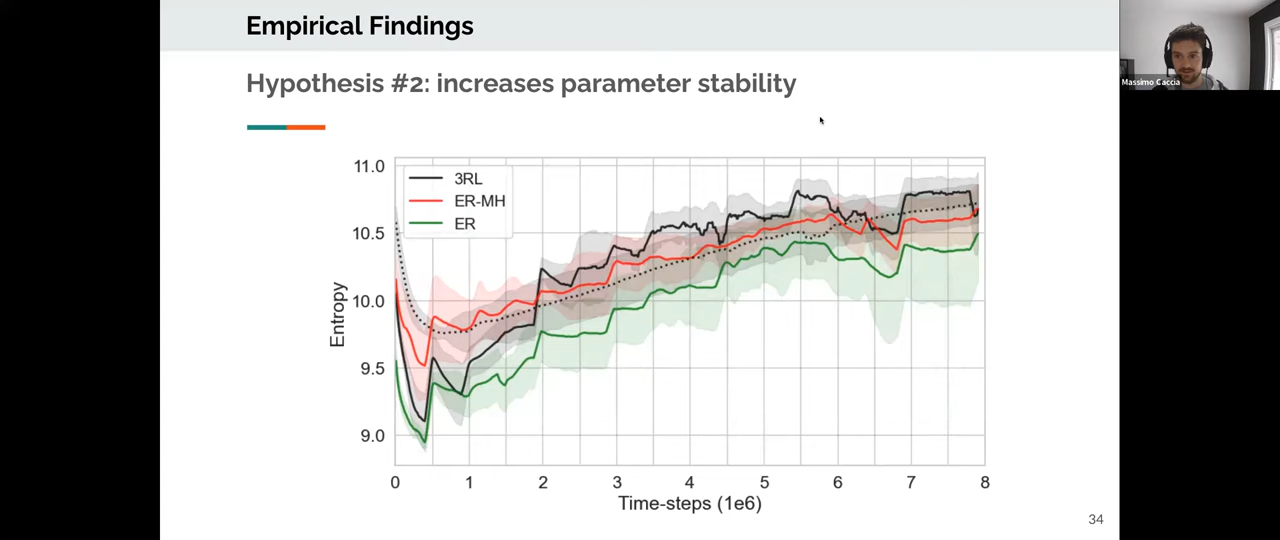 Empirical Findings
Hypothesis #2: increases parameter stability
3RL
ER-MH
ER
11.0
10.5
10.0
9.5
9.0
Entropy
0 1 2 3 4 5 6 7 8
Time-steps (1e6)
34
Massimo Caccia